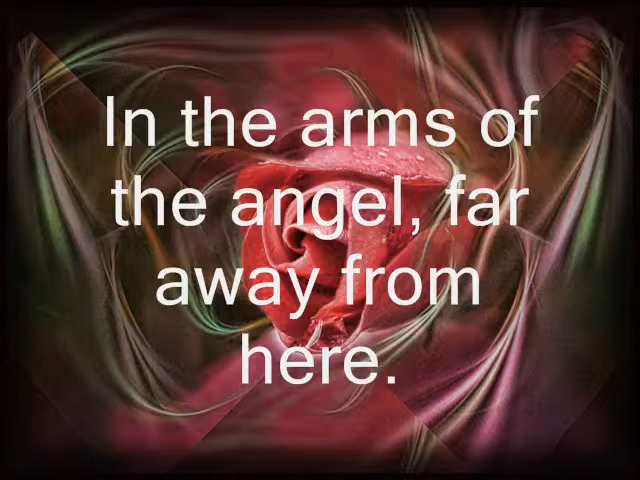 In the arms of
the angel, far
away from
here.